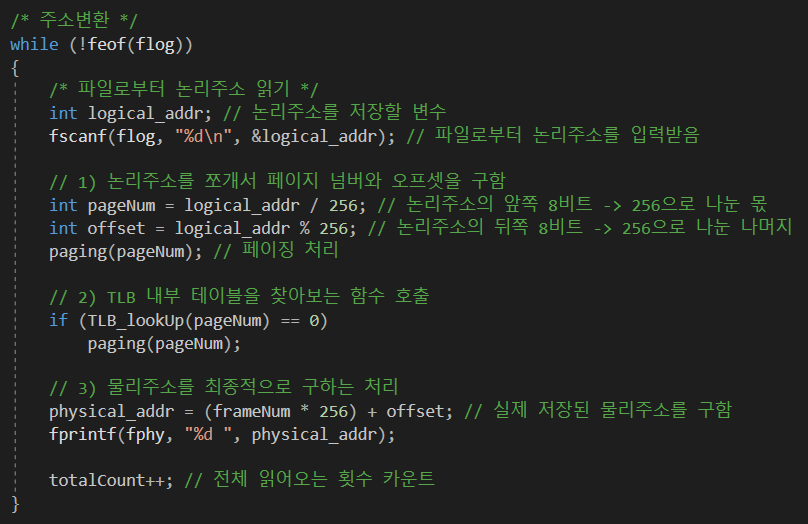 /* 주소변환 */
while (!feof(flog))
{
/* 파일로부터 논리주소 읽기 */
int logical_addr; // 논리주소를 저장할 변수
fscanf(flog, "%d\n", &logical_addr); // 파일로부터 논리주소를 입력받음
// 1) 논리주소를 쪼개서 페이지 넘버와 오프셋을 구함
int pageNum = logical_addr / 256; // 논리주소의 앞쪽 8비트 -> 256으로 나눈 몫
int offset = logical_addr % 256; // 논리주소의 뒤쪽 8비트 -> 256으로 나눈 나머지
paging(pageNum); // 페이징 처리
// 2) TLB 내부 테이블을 찾아보는 함수 호출
if (TLB_lookUp(pageNum) == 0)
paging(pageNum);
// 3) 물리주소를 최종적으로 구하는 처리
physical_addr = (frameNum * 256) + offset; // 실제 저장된 물리주소를 구함
fprintf(fphy, "%d ", physical_addr);
totalCount++; // 전체 읽어오는 횟수 카운트
}